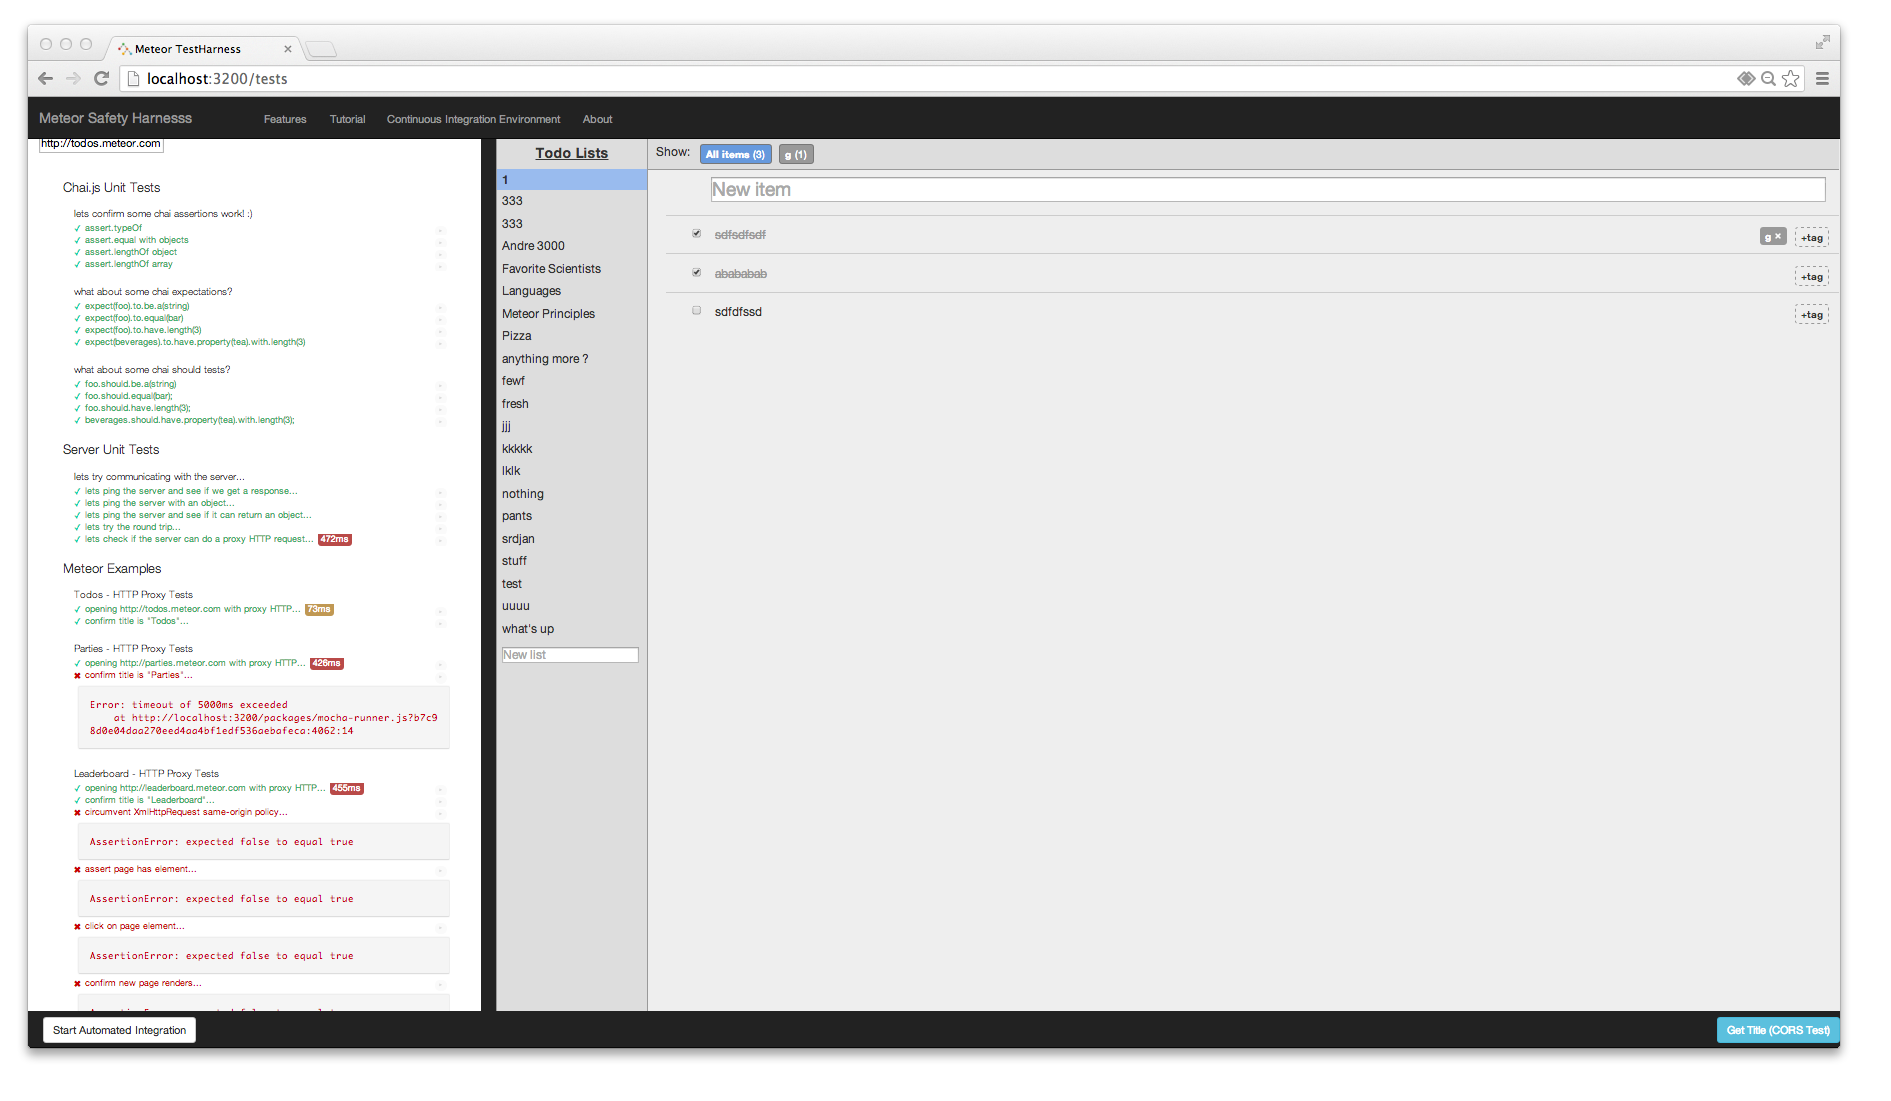 Meteor TestHarness
localhost:3200/tests
Meteor Safety Harnesss
Features
Tutorial
Continuous Integration Environment
About
http://todos.meteor.com
Chai.js Unit Tests
lets confirm some chai assertions work! :)
✓ assert.typeOf
✓ assert.equal with objects
✓ assert.lengthOf object
✓ assert.lengthOf array
what about some chai expectations?
✓ expect(foo).to.be.a(string)
✓ expect(foo).to.equal(bar)
✓ expect(foo).to.have.length(3)
✓ expect(beverages).to.have.property(tea).with.length(3)
what about some chai should tests?
✓ foo.should.be.a(string)
✓ foo.should.equal(bar);
✓ foo.should.have.length(3);
✓ beverages.should.have.property(tea).with.length(3);
Server Unit Tests
lets try communicating with the server...
✓ lets ping the server and see if we get a response...
✓ lets ping the server with an object...
✓ lets ping the server and see if it can return an object...
✓ lets try the round trip...
✓ lets check if the server can do a proxy HTTP request... 472ms
Meteor Examples
Todos - HTTP Proxy Tests
✓ opening http://todos.meteor.com with proxy HTTP... 73ms
✓ confirm title is "Todos"...
Parties - HTTP Proxy Tests
✓ opening http://parties.meteor.com with proxy HTTP... 426ms
✖ confirm title is "Parties"...
Error: timeout of 5000ms exceeded
at http://localhost:3200/packages/mocha-runner.js?b7c9
8d0e04daa270eed4aa4bf1edf536aebafeca:4062:14
Leaderboard - HTTP Proxy Tests
✓ opening http://leaderboard.meteor.com with proxy HTTP... 455ms
✓ confirm title is "Leaderboard"...
✖ circumvent XmlHttpRequest same-origin policy...
AssertionError: expected false to equal true
✖ assert page has element...
AssertionError: expected false to equal true
✖ click on page element...
AssertionError: expected false to equal true
✖ confirm new page renders...
Start Automated Integration
Todo Lists
1
333
333
Andre 3000
Favorite Scientists
Languages
Meteor Principles
Pizza
anything more ?
fewf
fresh
jjj
kkkkk
lklk
nothing
pants
srdjan
stuff
test
uuuu
what's up
New list
Show: All items (3) g (1)
New item
sdfsdfsdf g × +tag
abababab +tag
sdfdfssd +tag
Get Title (CORS Test)